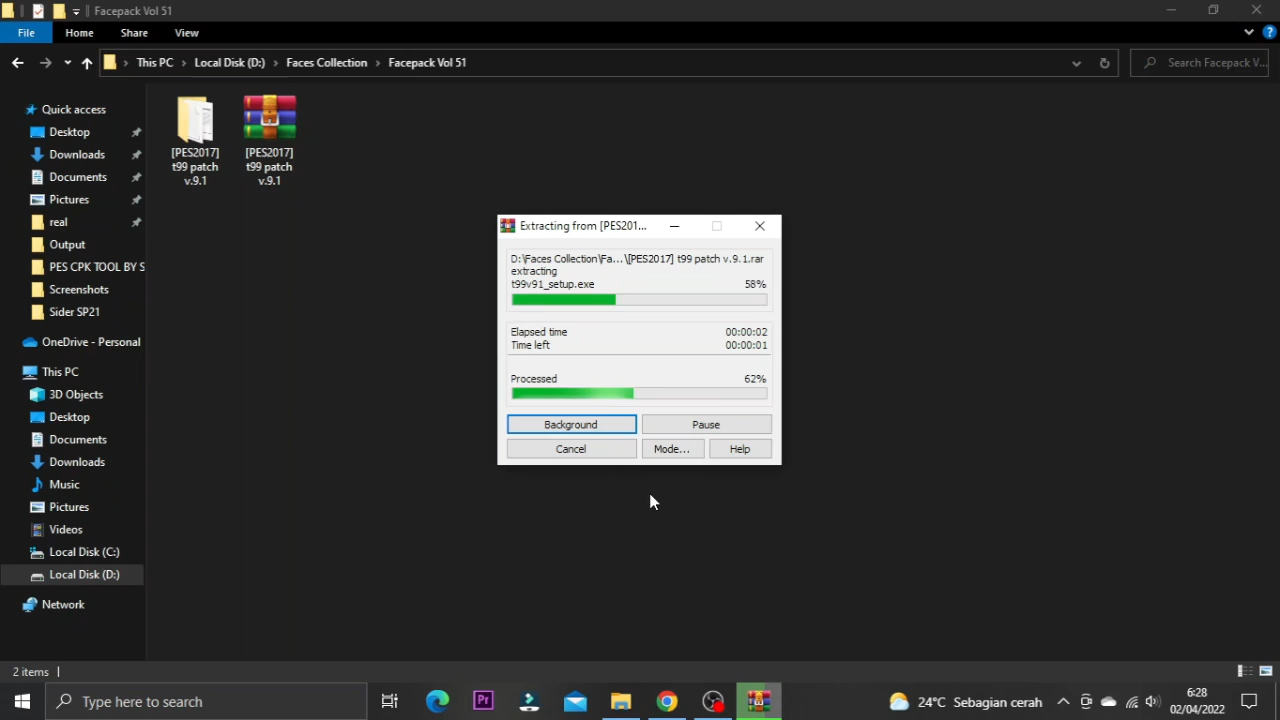 Facepack Vol 51
File
Home
Share
View
This PC
Local Disk (D:)
Faces Collection
Facepack Vol 51
Search Facepack V...
Quick access
Desktop
Downloads
Documents
Pictures
real
Output
PES CPK TOOL BY S
Screenshots
Sider SP21
OneDrive - Personal
This PC
3D Objects
Desktop
Documents
Downloads
Music
Pictures
Videos
Local Disk (C:)
Local Disk (D:)
Network
[PES2017]
t99 patch
v.9.1
[PES2017]
t99 patch
v.9.1
Extracting from [PES201...
D:\Faces Collection\Fa...\[PES2017] t99 patch v.9.1.rar
extracting
t99v91_setup.exe 58%
Elapsed time 00:00:02
Time left 00:00:01
Processed 62%
Background
Pause
Cancel
Mode...
Help
2 items
Type here to search
Pr
24°C Sebagian cerah
6:28
02/04/2022